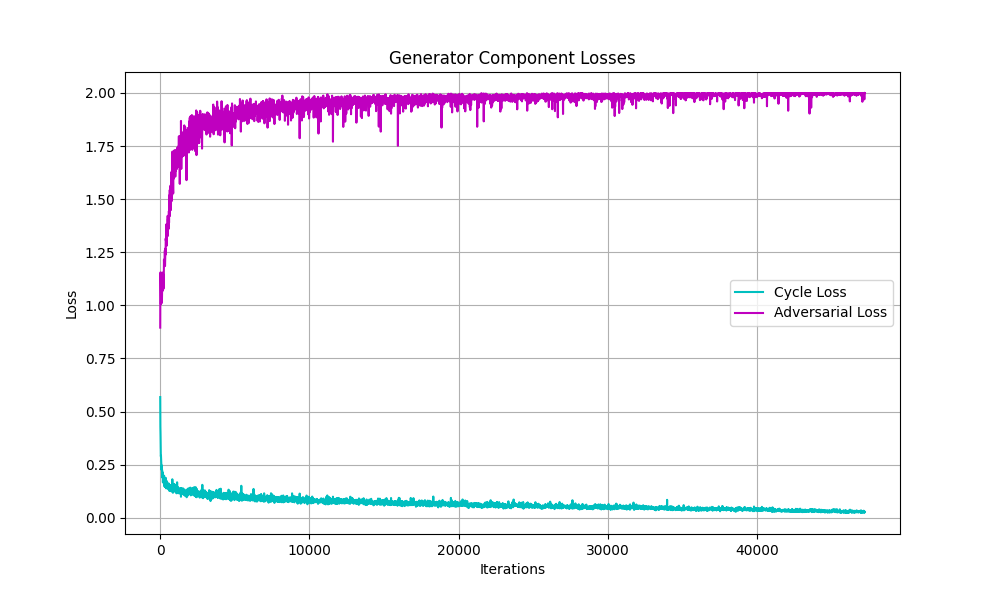 Generator Component Losses
Loss
2.00
1.75
1.50
1.25
1.00
0.75
0.50
0.25
0.00
Cycle Loss
Adversarial Loss
0
10000
20000
30000
40000
Iterations